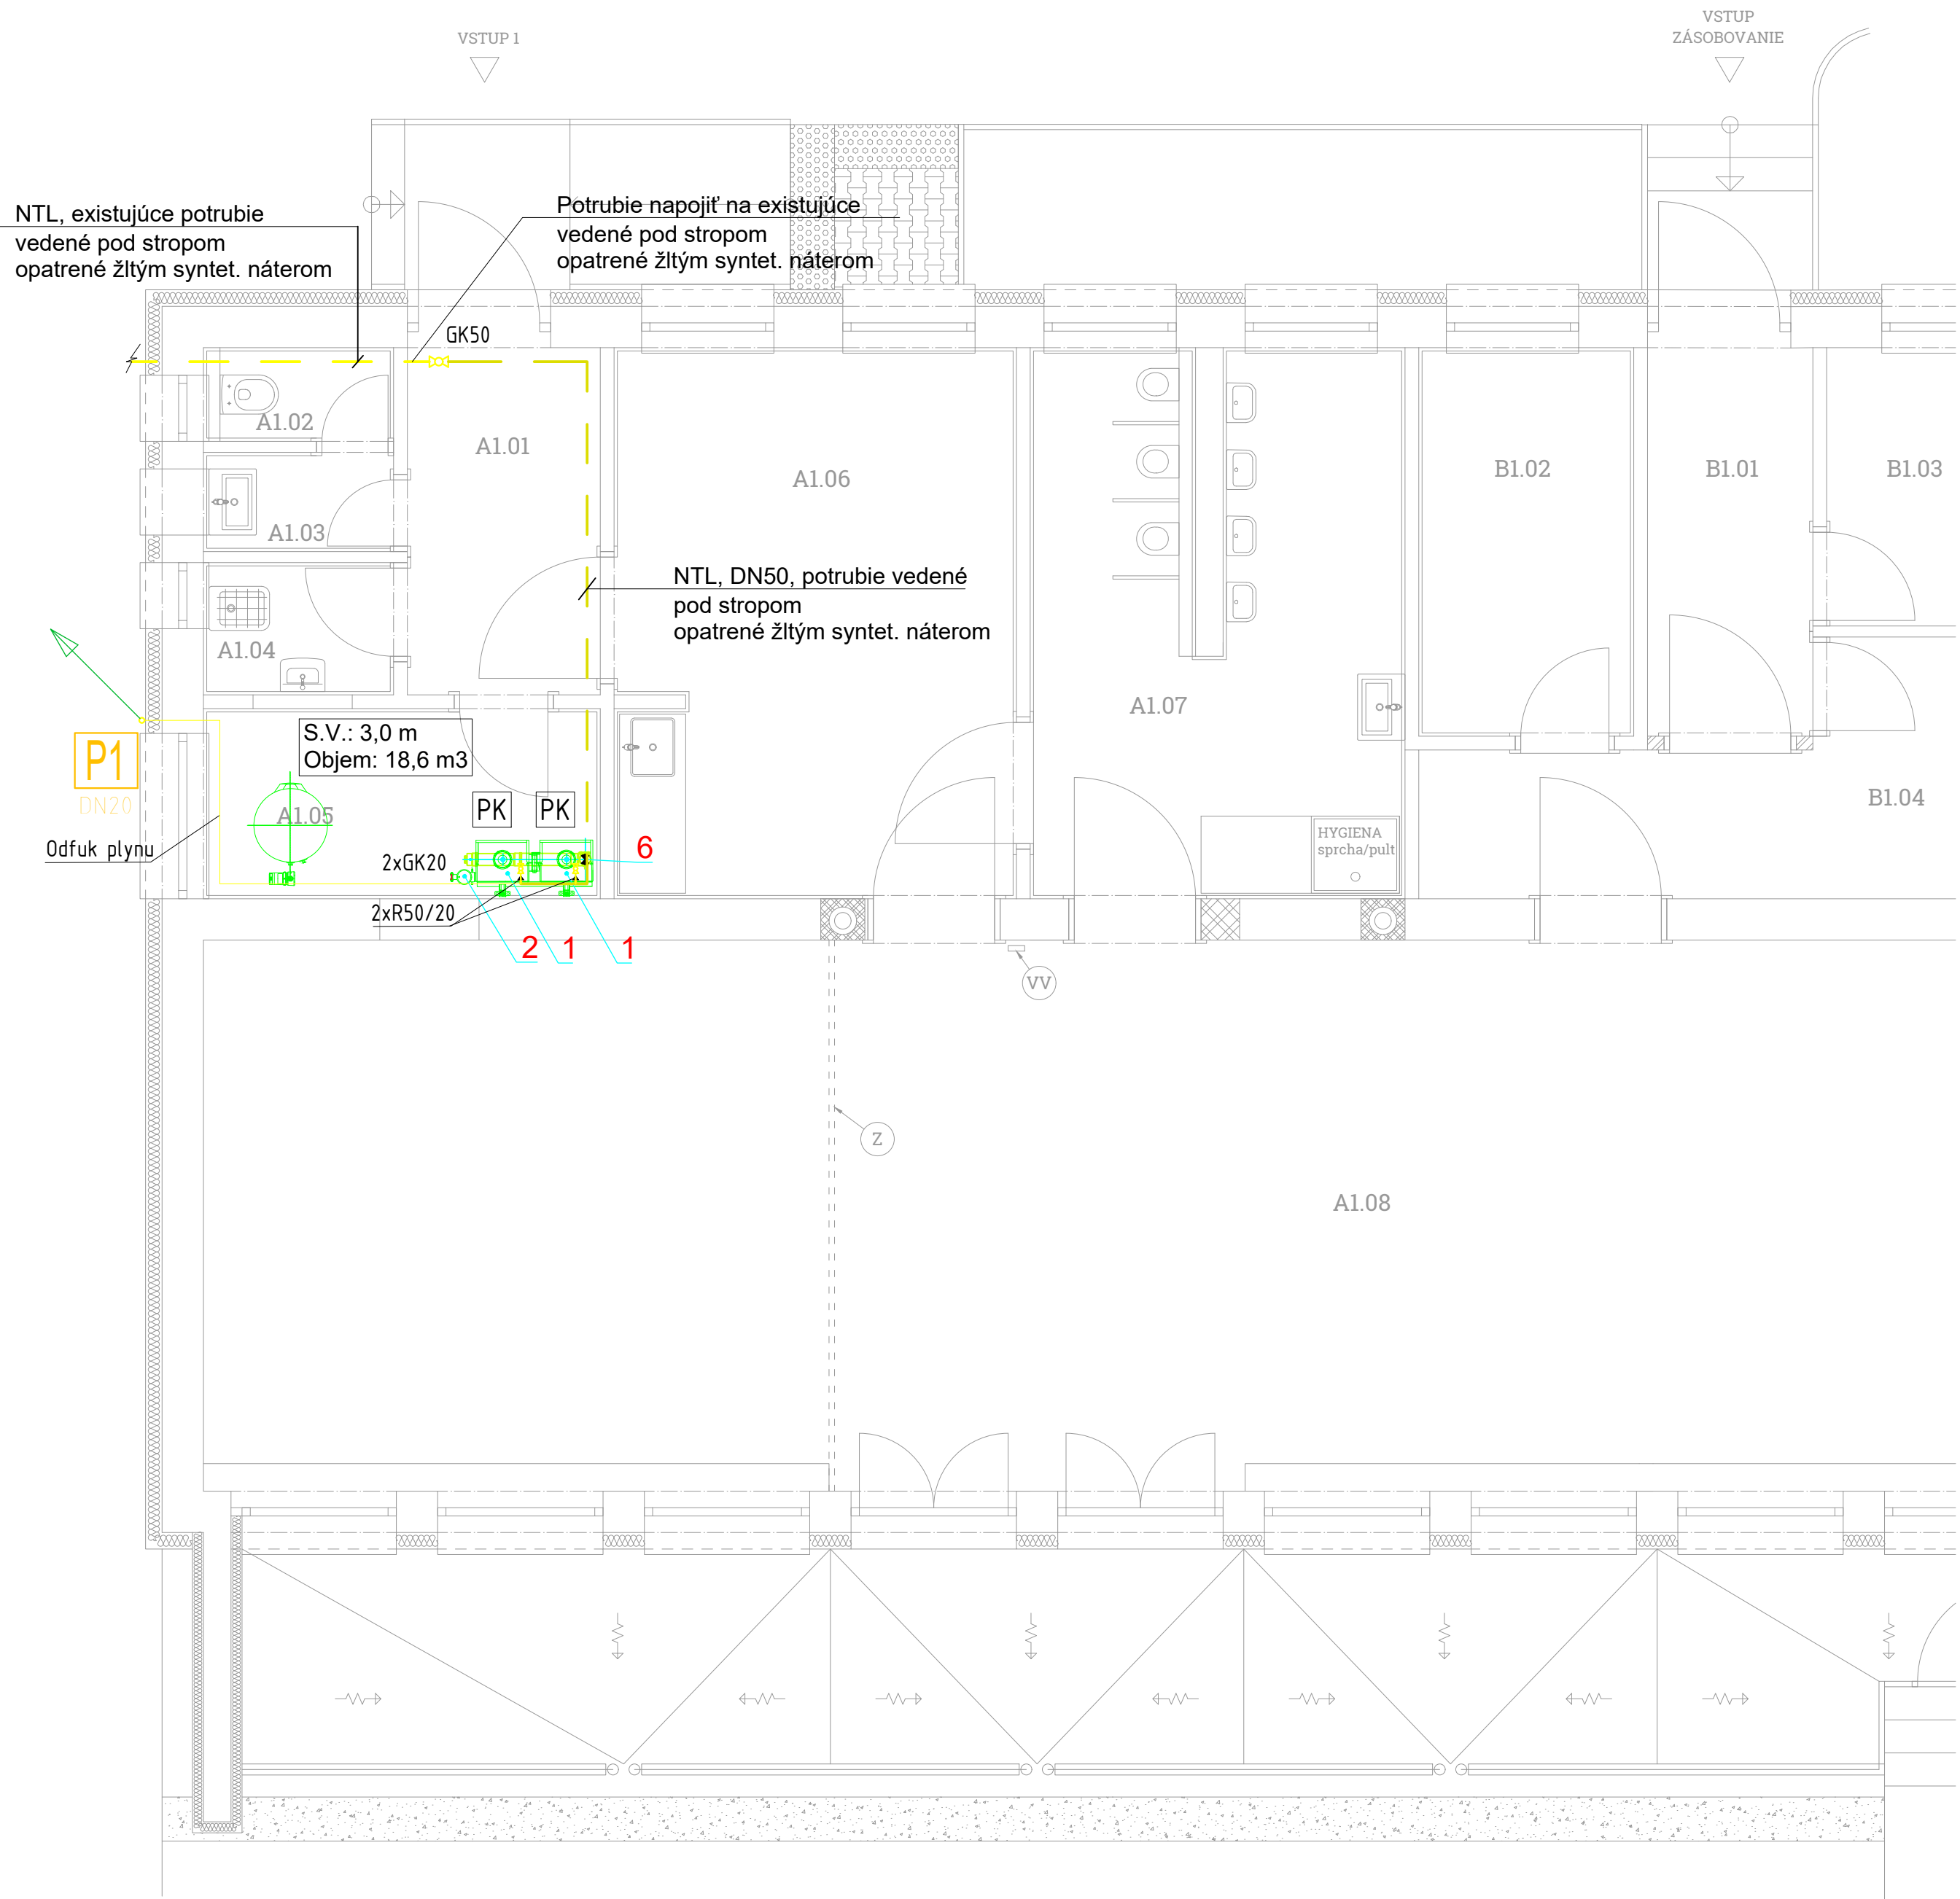 VSTUP 1
VSTUP
ZÁSOBOVANIE
NTL, existujúce potrubie
vedené pod stropom
opatrené žltým syntet. náterom
Potrubie napojiť na existujúce
vedené pod stropom
opatrené žltým syntet. náterom
GK50
A1.02
A1.01
A1.06
B1.02
B1.01
B1.03
A1.03
NTL, DN50, potrubie vedené
pod stropom
opatrené žltým syntet. náterom
A1.04
A1.07
S.V.: 3,0 m
Objem: 18,6 m3
P1
DN20
A1.05
PK
PK
B1.04
HYGIENA
sprcha/pult
Odfuk plynu
2xGK20
6
2xR50/20
2
1
1
VV
Z
A1.08